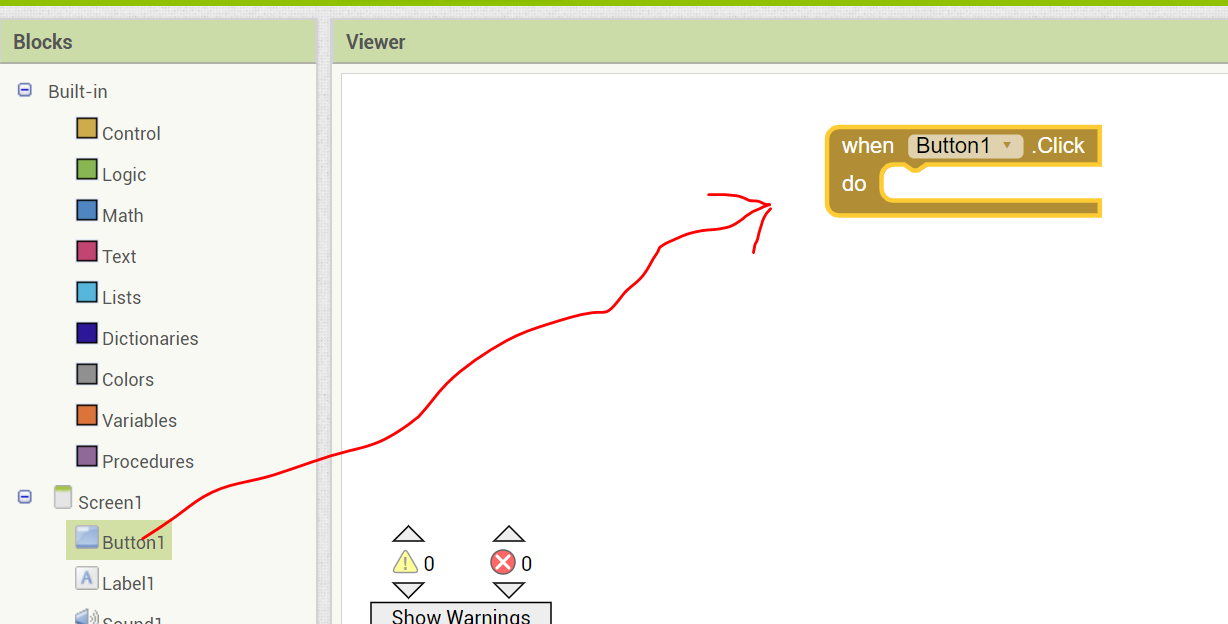 Blocks
Viewer
Built-in
Control
Logic
Math
Text
Lists
Dictionaries
Colors
Variables
Procedures
Screen1
Button1
Label1
Sound1
when Button1 .Click
do
0
0
Show Warnings